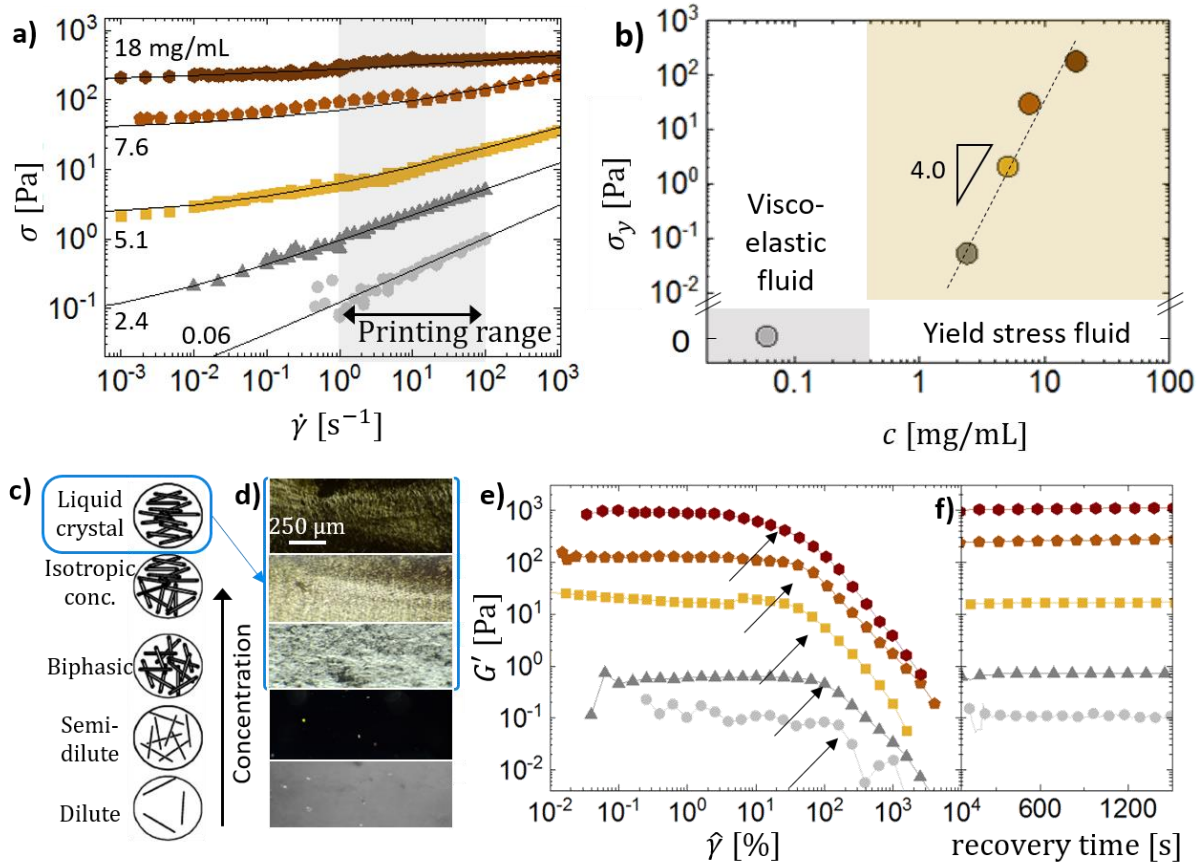 a)
10³
10²
10¹
10⁰
10⁻¹
σ [Pa]
18 mg/mL
7.6
5.1
2.4
0.06
Printing range
10⁻³ 10⁻² 10⁻¹ 10⁰ 10¹ 10² 10³
γ̇ [s⁻¹]
b)
10³
10²
10¹
10⁰
10⁻¹
10⁻²
0
σy [Pa]
4.0
Visco-
elastic
fluid
Yield stress fluid
0.1 1 10 100
c [mg/mL]
c)
Liquid
crystal
Isotropic
conc.
Biphasic
Semi-
dilute
Dilute
Concentration
d)
250 μm
e)
10³
10²
10¹
10⁰
10⁻¹
10⁻²
G′ [Pa]
10⁻² 10⁻¹ 10⁰ 10¹ 10² 10³
γ̂ [%]
f)
10⁴ 600 1200
recovery time [s]